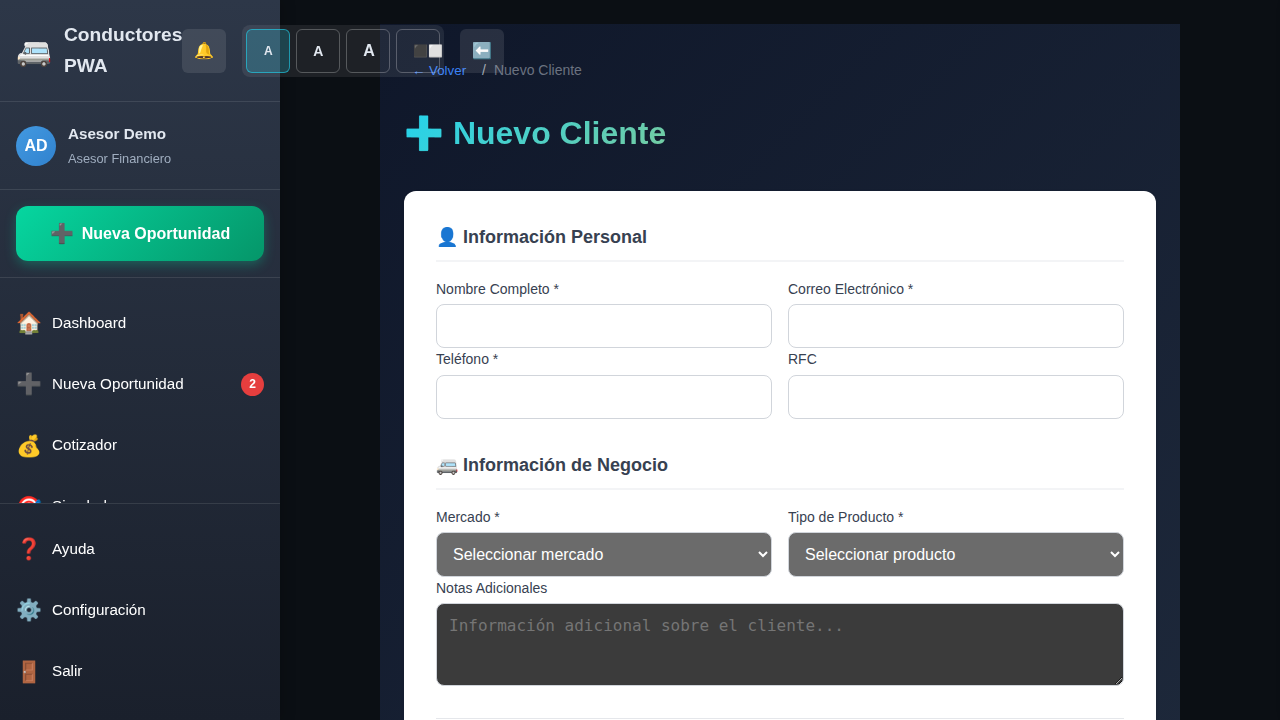 Conductores
PWA
A
A
A
← Volver / Nuevo Cliente
AD
Asesor Demo
Asesor Financiero
Nueva Oportunidad
Dashboard
Nueva Oportunidad 2
Cotizador
Ayuda
Configuración
Salir
Nuevo Cliente
Información Personal
Nombre Completo *
Correo Electrónico *
Teléfono *
RFC
Información de Negocio
Mercado *
Tipo de Producto *
Seleccionar mercado
Seleccionar producto
Notas Adicionales
Información adicional sobre el cliente...